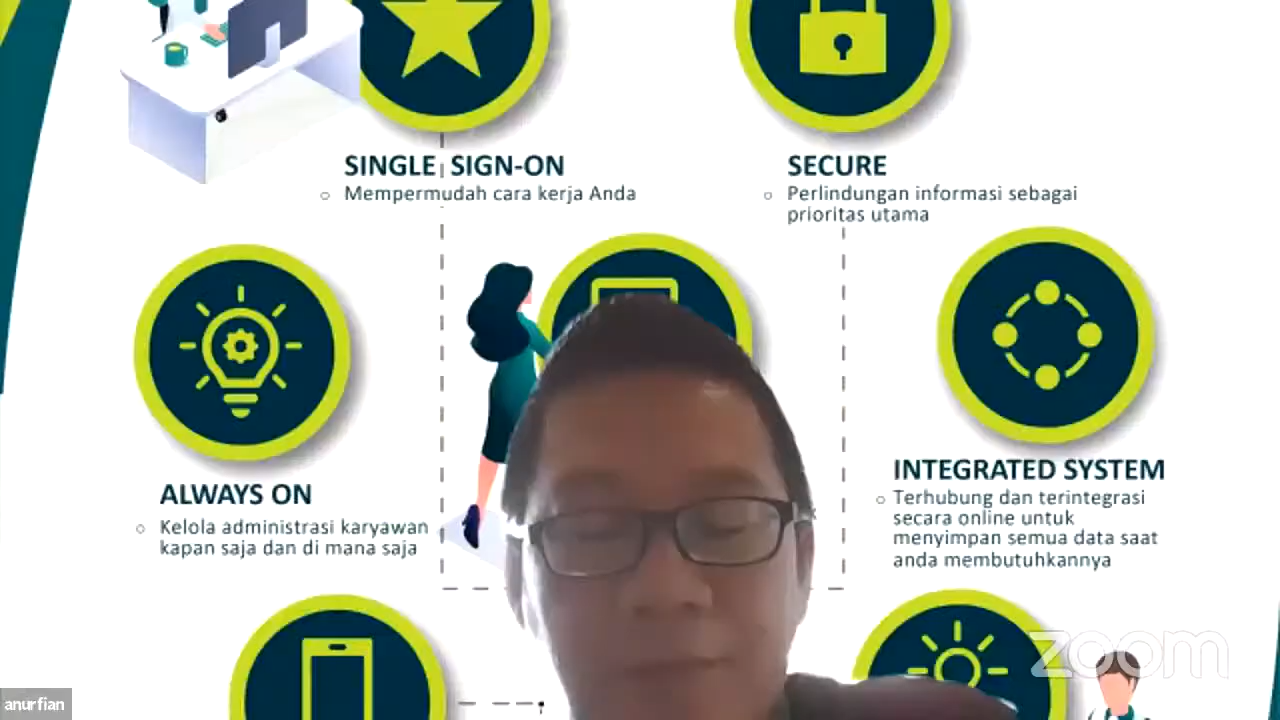 SINGLE SIGN-ON
○ Mempermudah cara kerja Anda
SECURE
○ Perlindungan informasi sebagai
prioritas utama
ALWAYS ON
○ Kelola administrasi karyawan
kapan saja dan di mana saja
INTEGRATED SYSTEM
○ Terhubung dan terintegrasi
secara online untuk
menyimpan semua data saat
anda membutuhkannya
zoom
anurfian